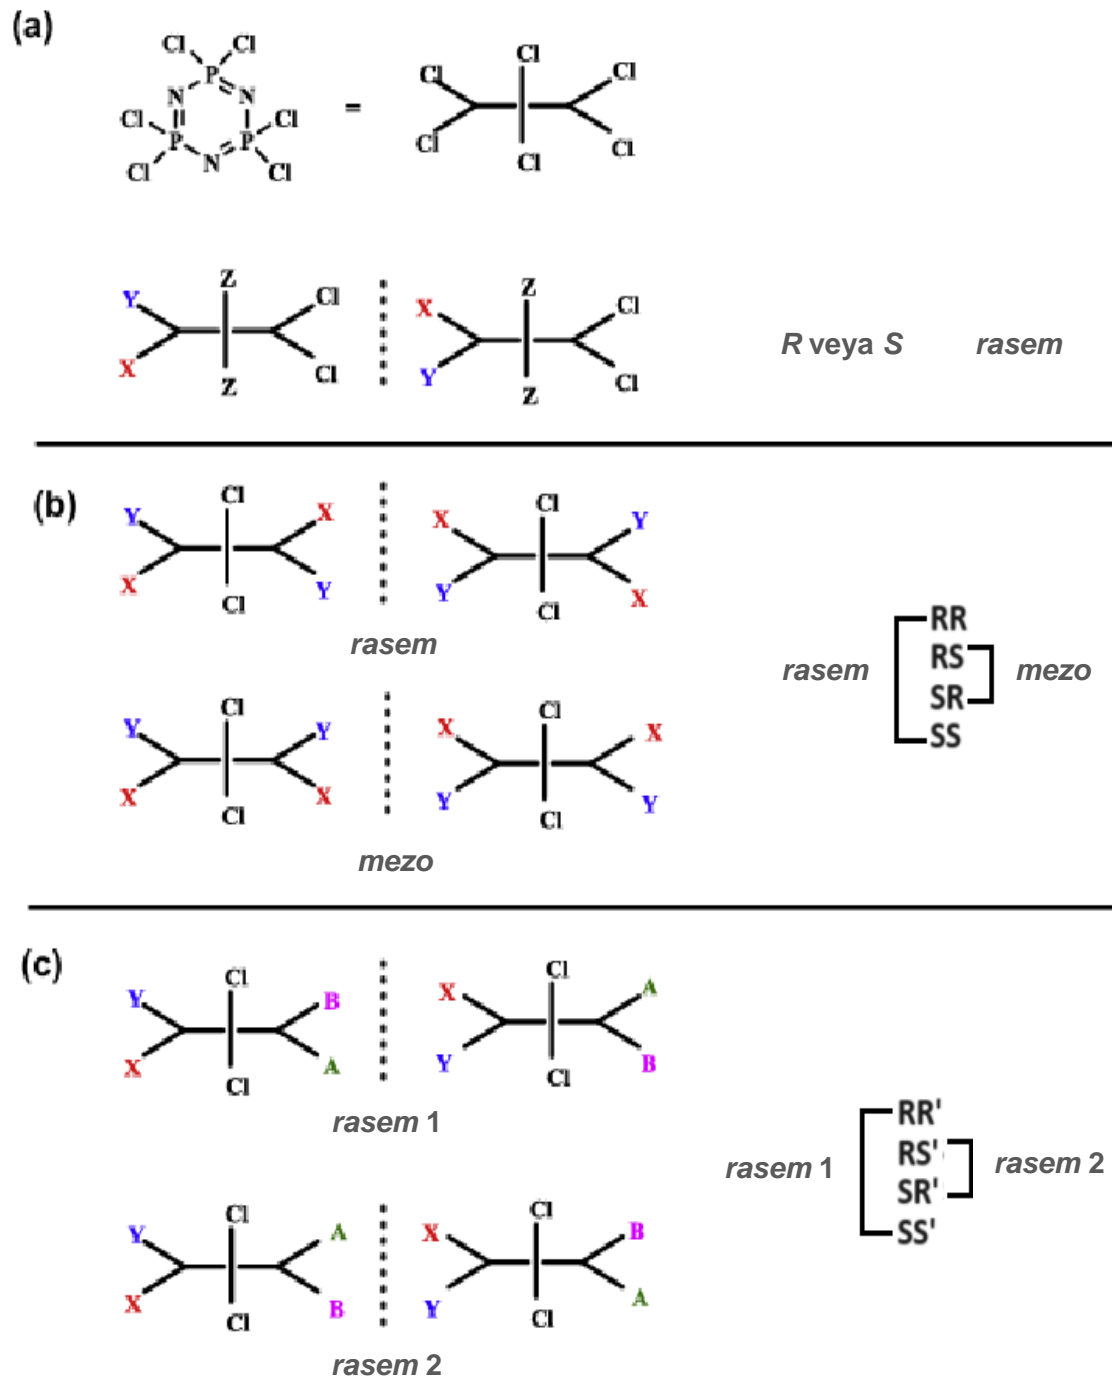 (a)
Cl Cl
P
N N
Cl Cl
P P
Cl N Cl
=
Cl Cl Cl
Cl Cl Cl
Y Z Cl
X Z Cl
X Z Cl
Y Z Cl
R veya S rasem
(b)
Y Cl X
X Cl Y
X Cl Y
Y Cl X
rasem
Y Cl Y
X Cl X
X Cl X
Y Cl Y
mezo
rasem
RR
RS
SR
SS
mezo
(c)
Y Cl B
X Cl A
X Cl A
Y Cl B
rasem 1
Y Cl A
X Cl B
X Cl B
Y Cl A
rasem 2
rasem 1
RR'
RS'
SR'
SS'
rasem 2